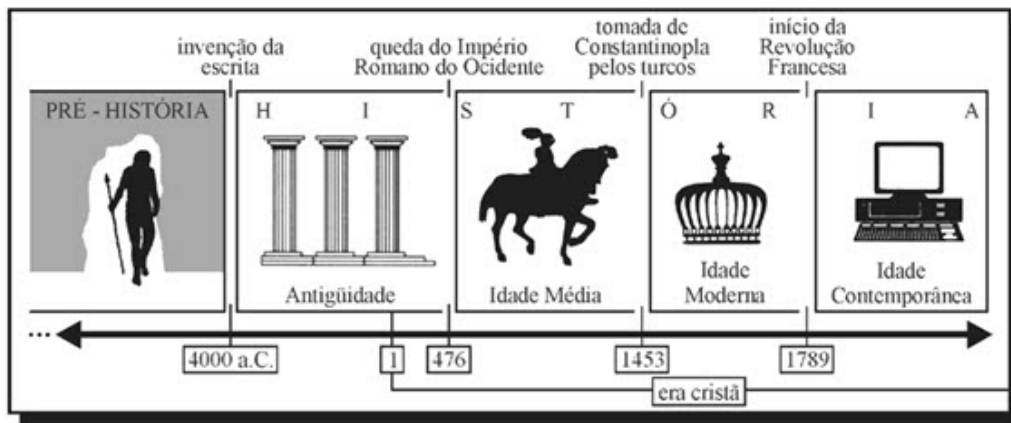 invenção da
escrita
queda do Império
Romano do Ocidente
tomada de
Constantinopla
pelos turcos
início da
Revolução
Francesa
PRÉ - HISTÓRIA
H I S T Ó R I A
Antigüidade
Idade Média
Idade
Moderna
Idade
Contemporânea
...
4000 a.C.
1
476
1453
1789
era cristã